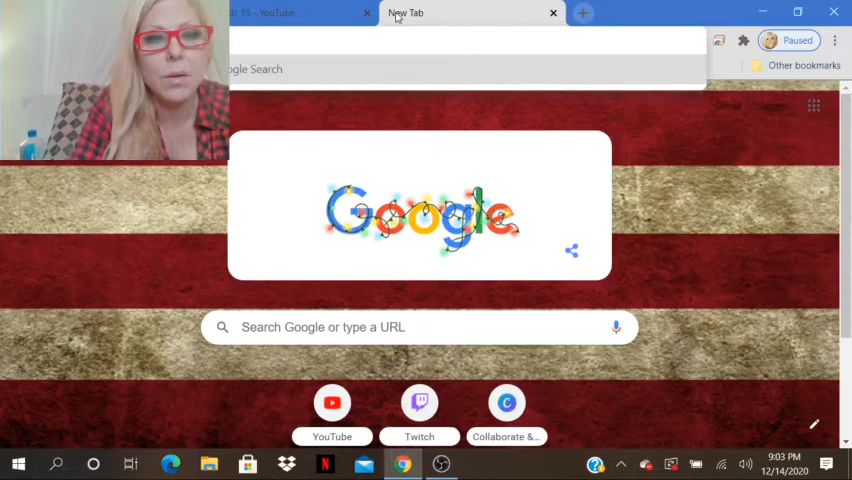 15 - YouTube
New Tab
Paused
ogle Search
Other bookmarks
Google
Search Google or type a URL
YouTube
Twitch
Collaborate &...
9:03 PM
12/14/2020